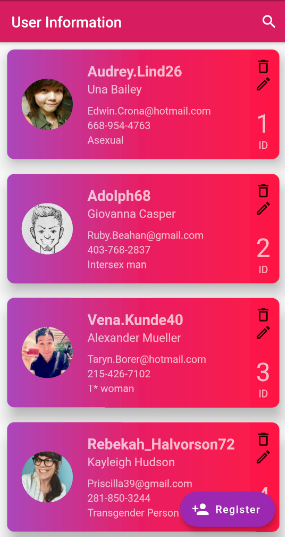 User Information
Audrey.Lind26
Una Bailey
Edwin.Crona@hotmail.com
668-954-4763
Asexual
1
ID
Adolph68
Giovanna Casper
Ruby.Beahan@gmail.com
403-768-2837
Intersex man
2
ID
Vena.Kunde40
Alexander Mueller
Taryn.Borer@hotmail.com
215-426-7102
1* woman
3
ID
Rebekah_Halvorson72
Kayleigh Hudson
Priscilla39@gmail.com
281-850-3244
Transgender Person
Register